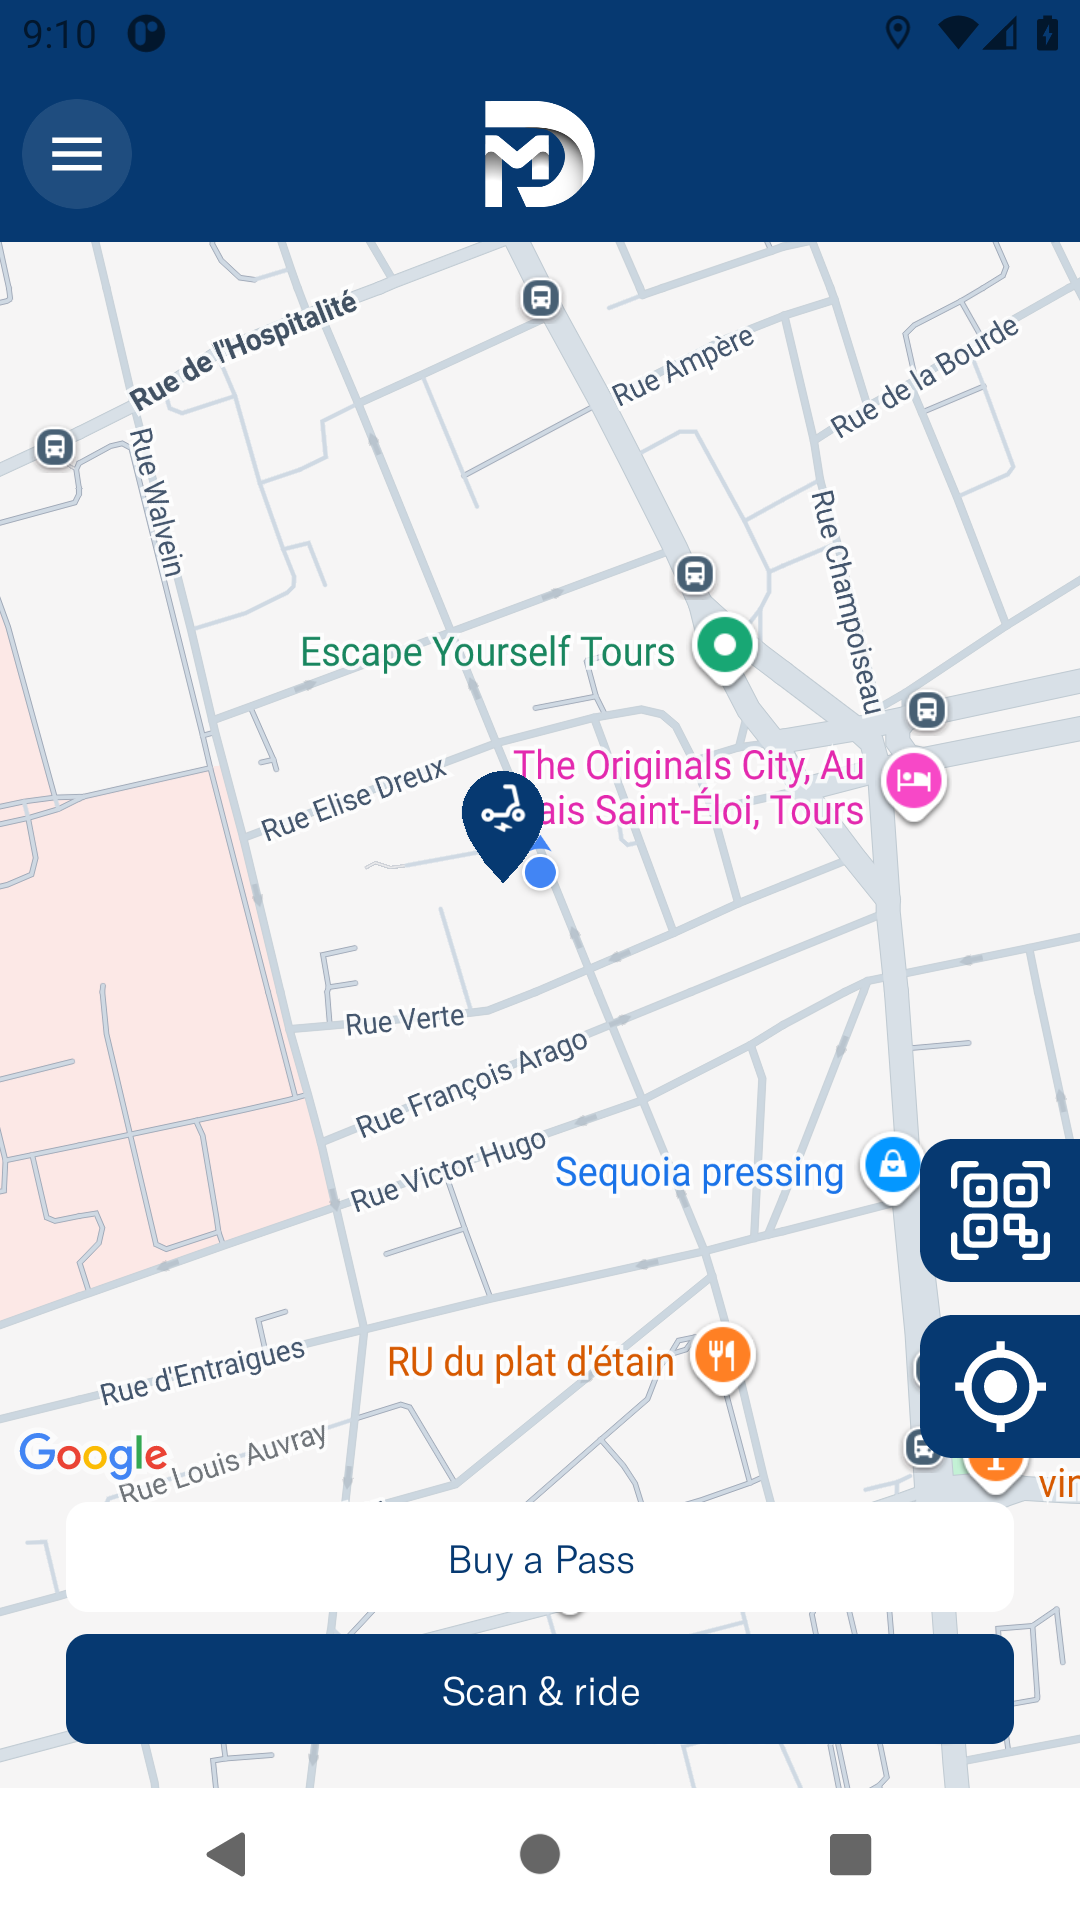 9:10
MD
Rue de l'Hospitalité
Rue Ampère
Rue de la Bourde
Rue Walvein
Rue Champoiseau
Escape Yourself Tours
The Originals City, Au
ais Saint-Éloi, Tours
Rue Elise Dreux
Rue Verte
Rue François Arago
Rue Victor Hugo
Sequoia pressing
RU du plat d'étain
Rue d'Entraigues
Google
Rue Louis Auvray
vin
Buy a Pass
Scan & ride